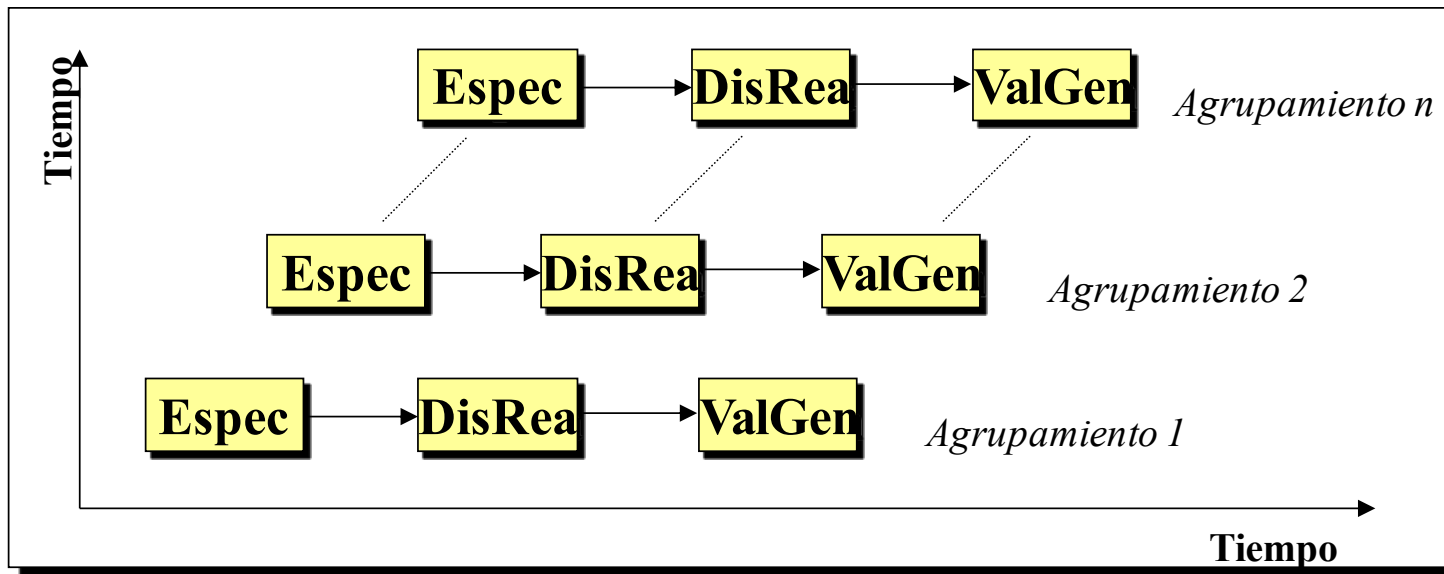 Tiempo
Espec DisRea ValGen Agrupamiento n
Espec DisRea ValGen Agrupamiento 2
Espec DisRea ValGen Agrupamiento 1
Tiempo